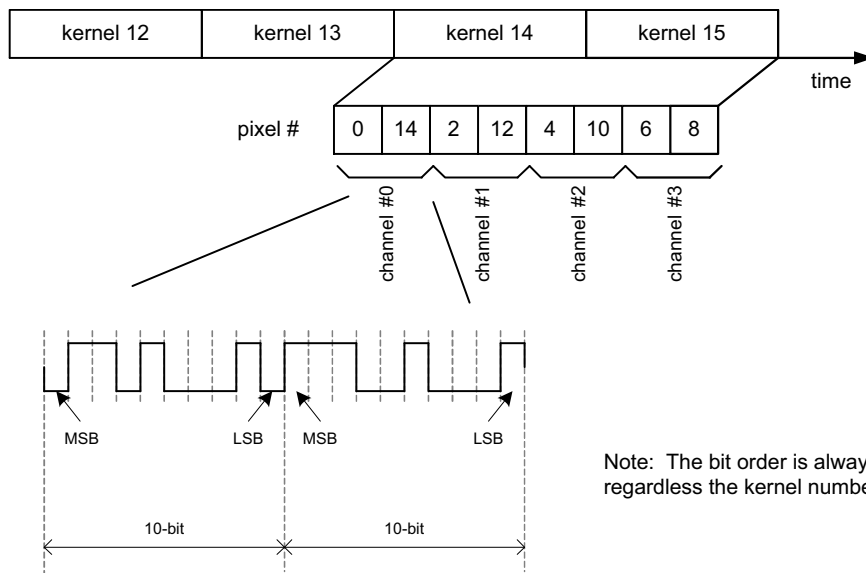 kernel 12 kernel 13 kernel 14 kernel 15
time
pixel # 0 14 2 12 4 10 6 8
channel #0 channel #1 channel #2 channel #3
MSB LSB MSB LSB
Note: The bit order is alway
regardless the kernel numbe
10-bit 10-bit